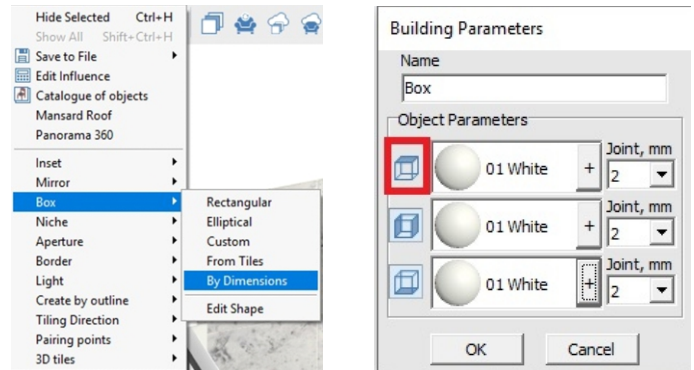 Hide Selected Ctrl+H
Show All Shift+Ctrl+H
Save to File
Edit Influence
Catalogue of objects
Mansard Roof
Panorama 360
Inset
Mirror
Box
Niche
Aperture
Border
Light
Create by outline
Tiling Direction
Pairing points
3D tiles
Rectangular
Elliptical
Custom
From Tiles
By Dimensions
Edit Shape
Building Parameters
Name
Box
Object Parameters
Joint, mm
01 White + 2
Joint, mm
01 White + 2
Joint, mm
01 White + 2
OK Cancel